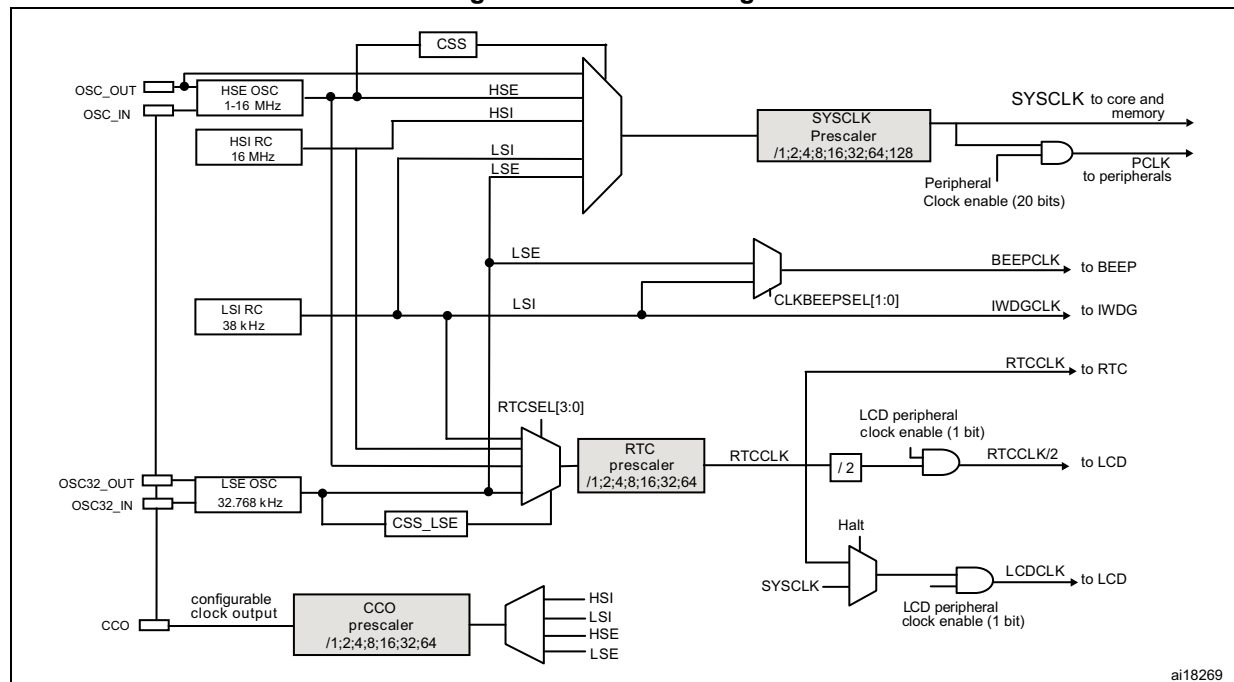 CSS
OSC_OUT
OSC_IN
HSE OSC
1-16 MHz
HSE
HSI
HSI RC
16 MHz
LSI
LSE
SYSCLK
Prescaler
/1;2;4;8;16;32;64;128
SYSCLK to core and
memory
PCLK
to peripherals
Peripheral
Clock enable (20 bits)
LSE
BEEPCLK
to BEEP
CLKBEEPSEL[1:0]
LSI RC
38 kHz
LSI
IWDGCLK
to IWDG
RTCCLK
to RTC
RTCSEL[3:0]
LCD peripheral
clock enable (1 bit)
RTC
prescaler
/1;2;4;8;16;32;64
RTCCLK
/ 2
RTCCLK/2
to LCD
OSC32_OUT
OSC32_IN
LSE OSC
32.768 kHz
CSS_LSE
Halt
SYSCLK
LCDCLK
to LCD
LCD peripheral
clock enable (1 bit)
configurable
clock output
CCO
CCO
prescaler
/1;2;4;8;16;32;64
HSI
LSI
HSE
LSE
ai18269